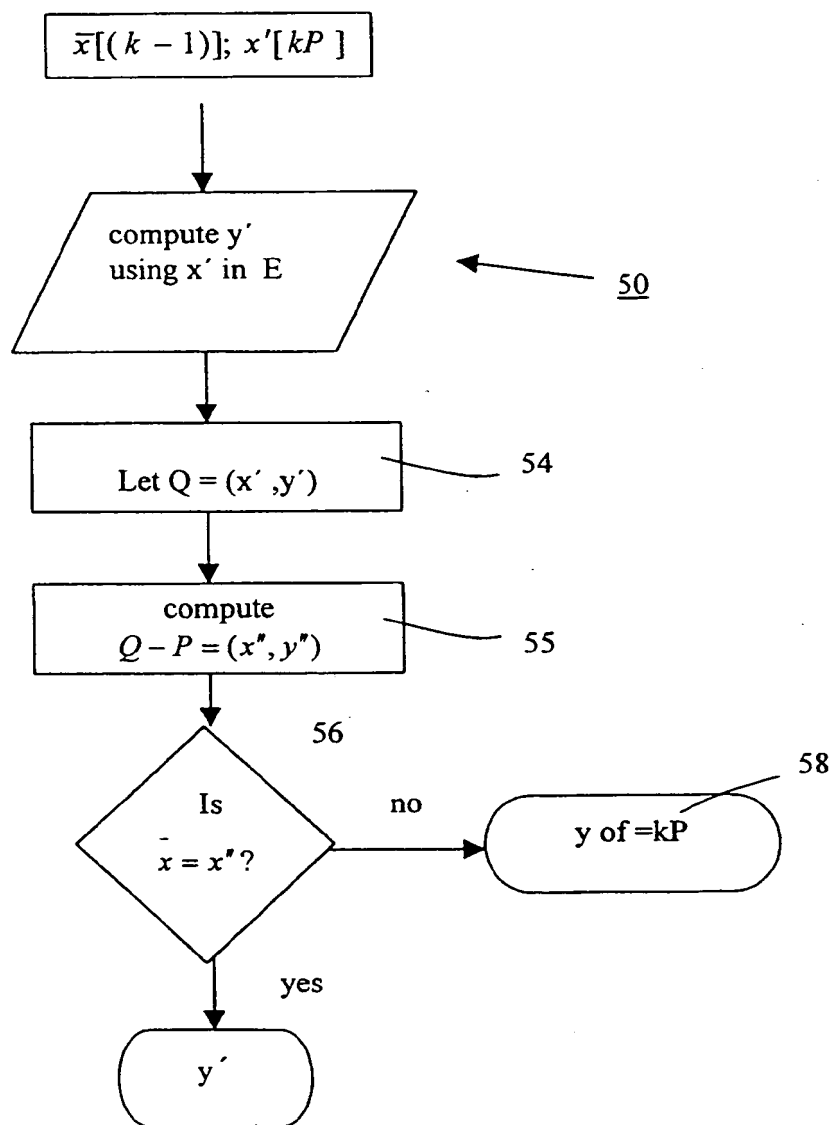 x̄[(k − 1)]; x′[kP ]
compute y´
using x´ in E
50
Let Q = (x´ ,y´)
54
compute
Q − P = (x″, y″)
55
56
Is
x̄ = x″ ?
no
y of =kP
58
yes
y´